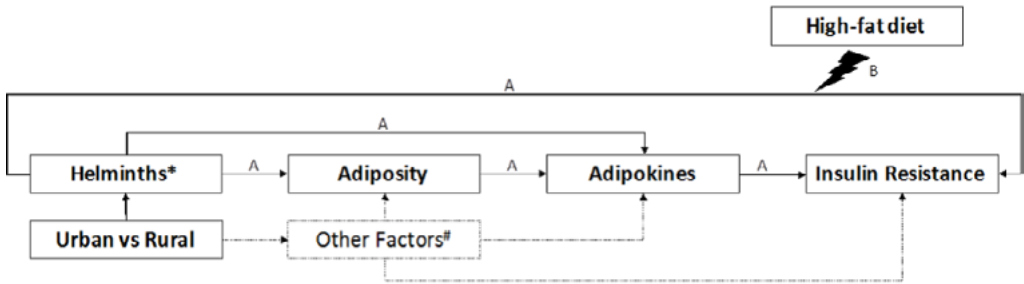 High-fat diet
B
A
A
Helminths*
A
Adiposity
A
Adipokines
A
Insulin Resistance
Urban vs Rural
Other Factors#